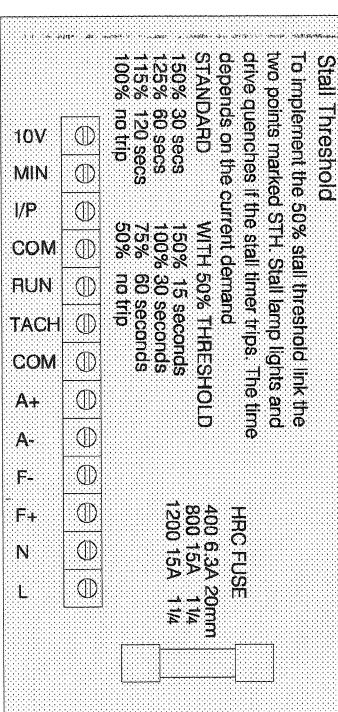 Stall Threshold
To implement the 50% stall threshold link the
two points marked STH. Stall lamp lights and
drive quenches if the stall timer trips. The time
depends on the current demand
STANDARD WITH 50% THRESHOLD
150% 30 secs 150% 15 seconds
125% 60 secs 100% 30 seconds
115% 120 secs 75% 60 seconds
100% no trip 50% no trip
HRC FUSE
400 6.3A 20mm
800 15A 1 1/4
1200 15A 1 1/4
10V
MIN
I/P
COM
RUN
TACH
COM
A+
A-
F-
F+
N
L